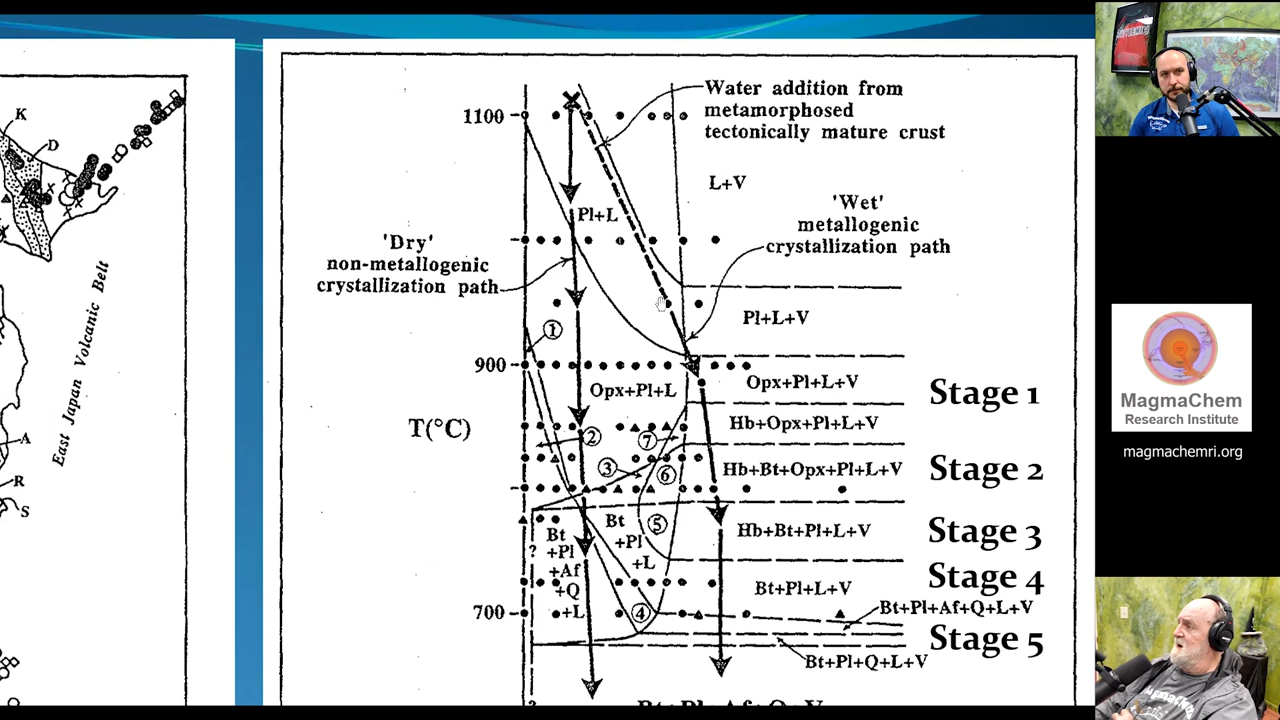 K
D
East Japan Volcanic Belt
A
R
S
1100
900
700
T(°C)
Water addition from
metamorphosed
tectonically mature crust
L+V
'Wet'
metallogenic
crystallization path
'Dry'
non-metallogenic
crystallization path
Pl+L
Pl+L+V
①
Opx+Pl+L
Opx+Pl+L+V
Stage 1
Hb+Opx+Pl+L+V
②
⑦
③
⑥
Hb+Bt+Opx+Pl+L+V
Stage 2
⑤
Bt
+Pl
+L
Hb+Bt+Pl+L+V
Stage 3
?
Bt
+Pl
+Af
+Q
+L
Bt+Pl+L+V
Stage 4
④
Bt+Pl+Af+Q+L+V
Stage 5
Bt+Pl+Q+L+V
Bt+Pl+Af+Q+V
?
MagmaChem
Research Institute
magmachemri.org